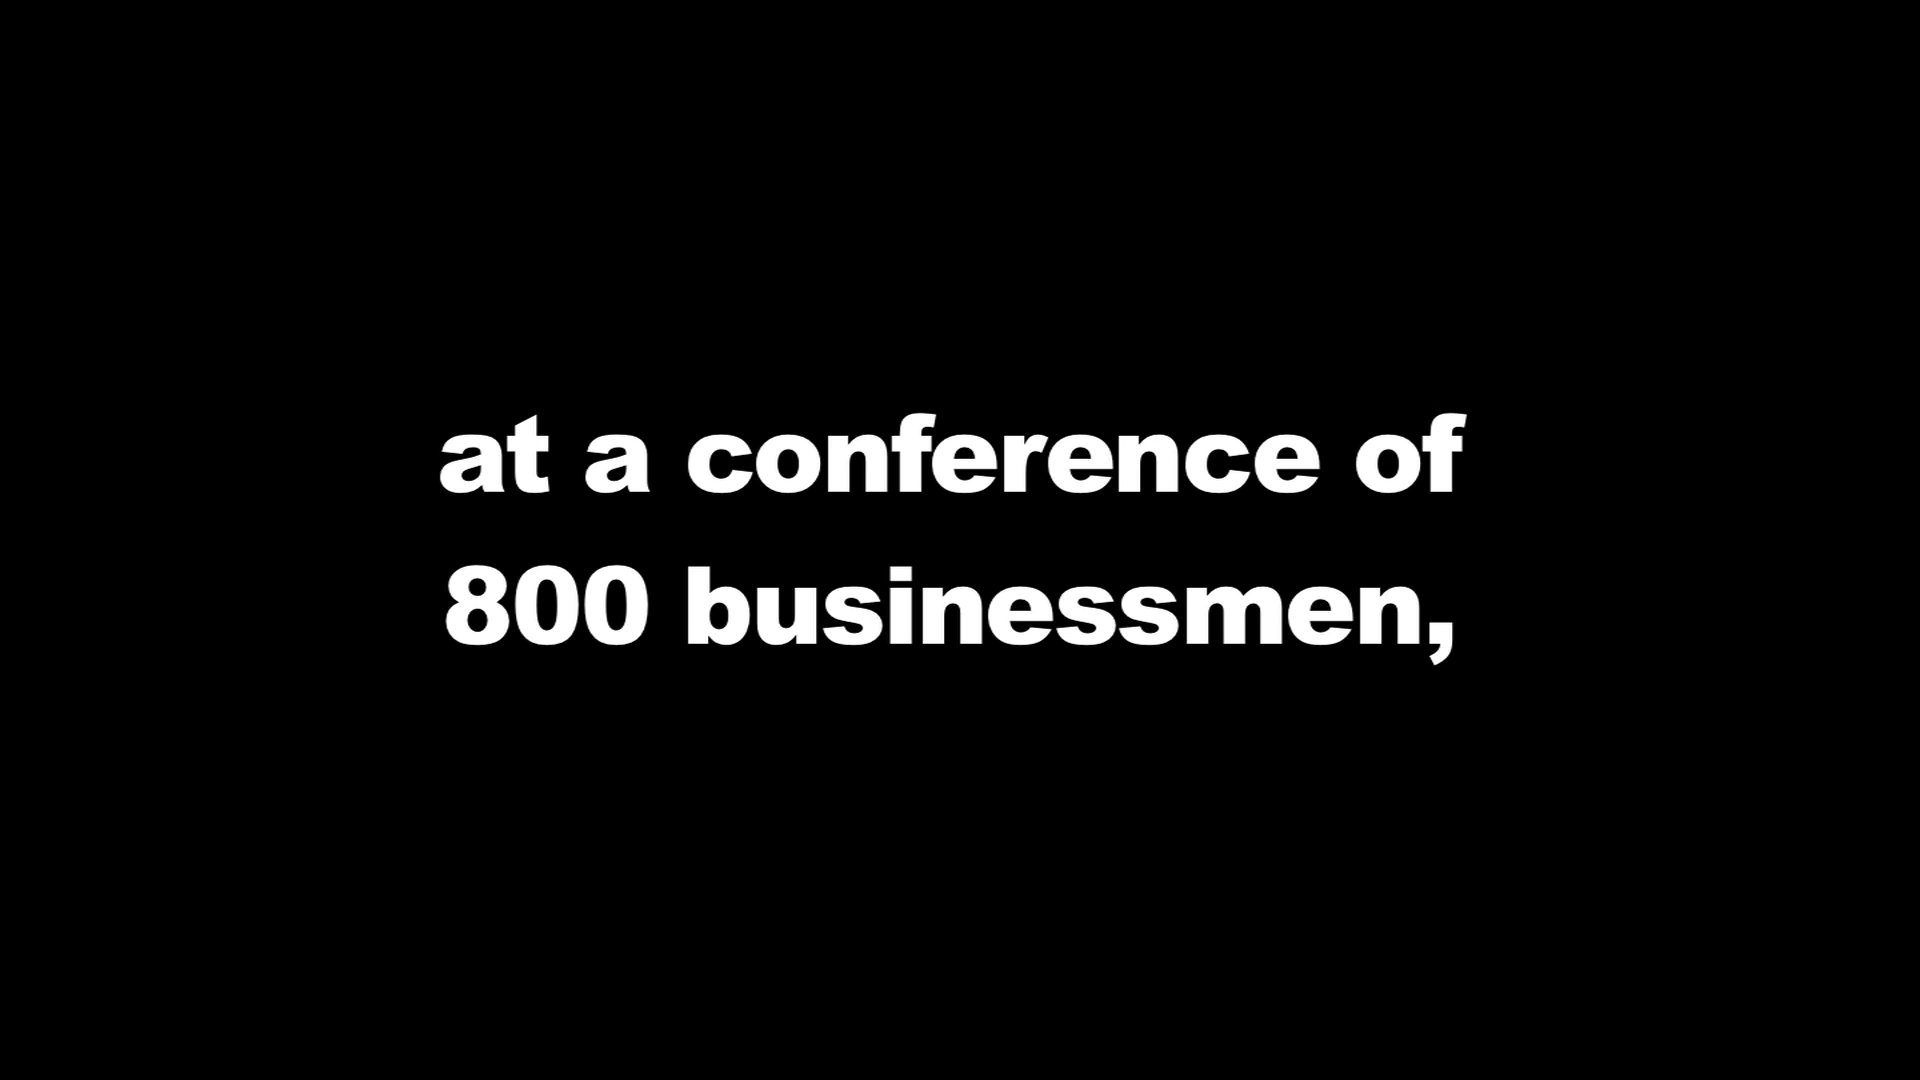 at a conference of
800 businessmen,